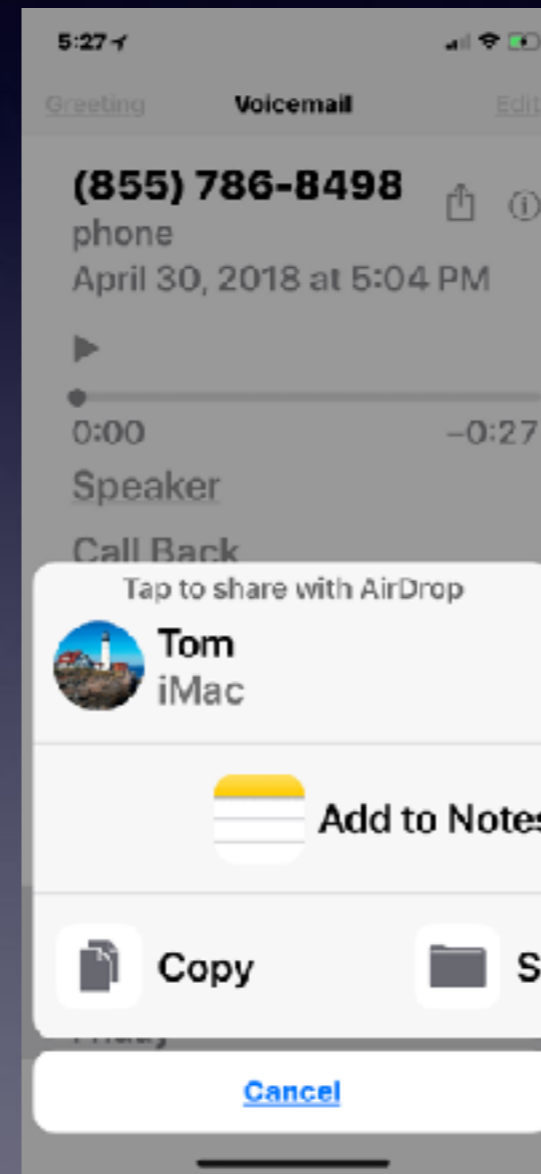 5:27
Greeting Voicemail Edit
(855) 786-8498
phone
April 30, 2018 at 5:04 PM
0:00 -0:27
Speaker
Call Back
Tap to share with AirDrop
Tom
iMac
Add to Notes
Copy S
Cancel